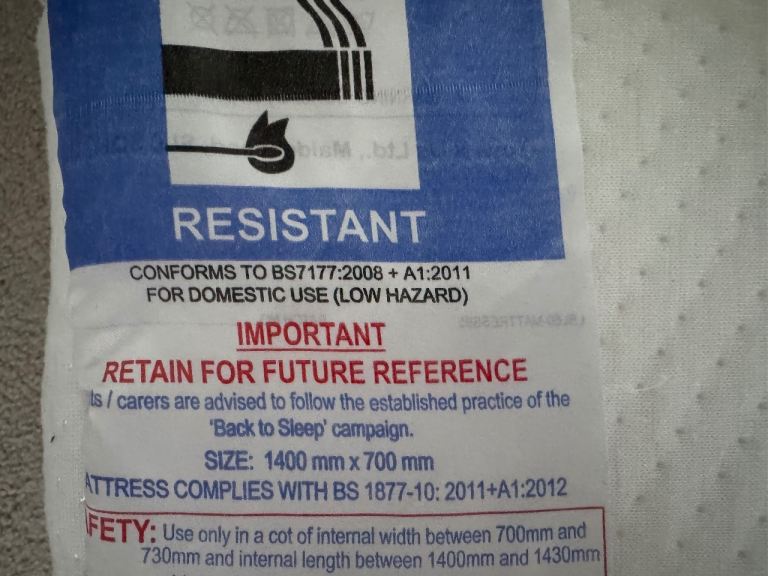 RESISTANT
CONFORMS TO BS7177:2008 + A1:2011
FOR DOMESTIC USE (LOW HAZARD)
IMPORTANT
RETAIN FOR FUTURE REFERENCE
ts / carers are advised to follow the established practice of the
'Back to Sleep' campaign.
SIZE: 1400 mm x 700 mm
ATTRESS COMPLIES WITH BS 1877-10: 2011+A1:2012
FETY: Use only in a cot of internal width between 700mm and
730mm and internal length between 1400mm and 1430mm